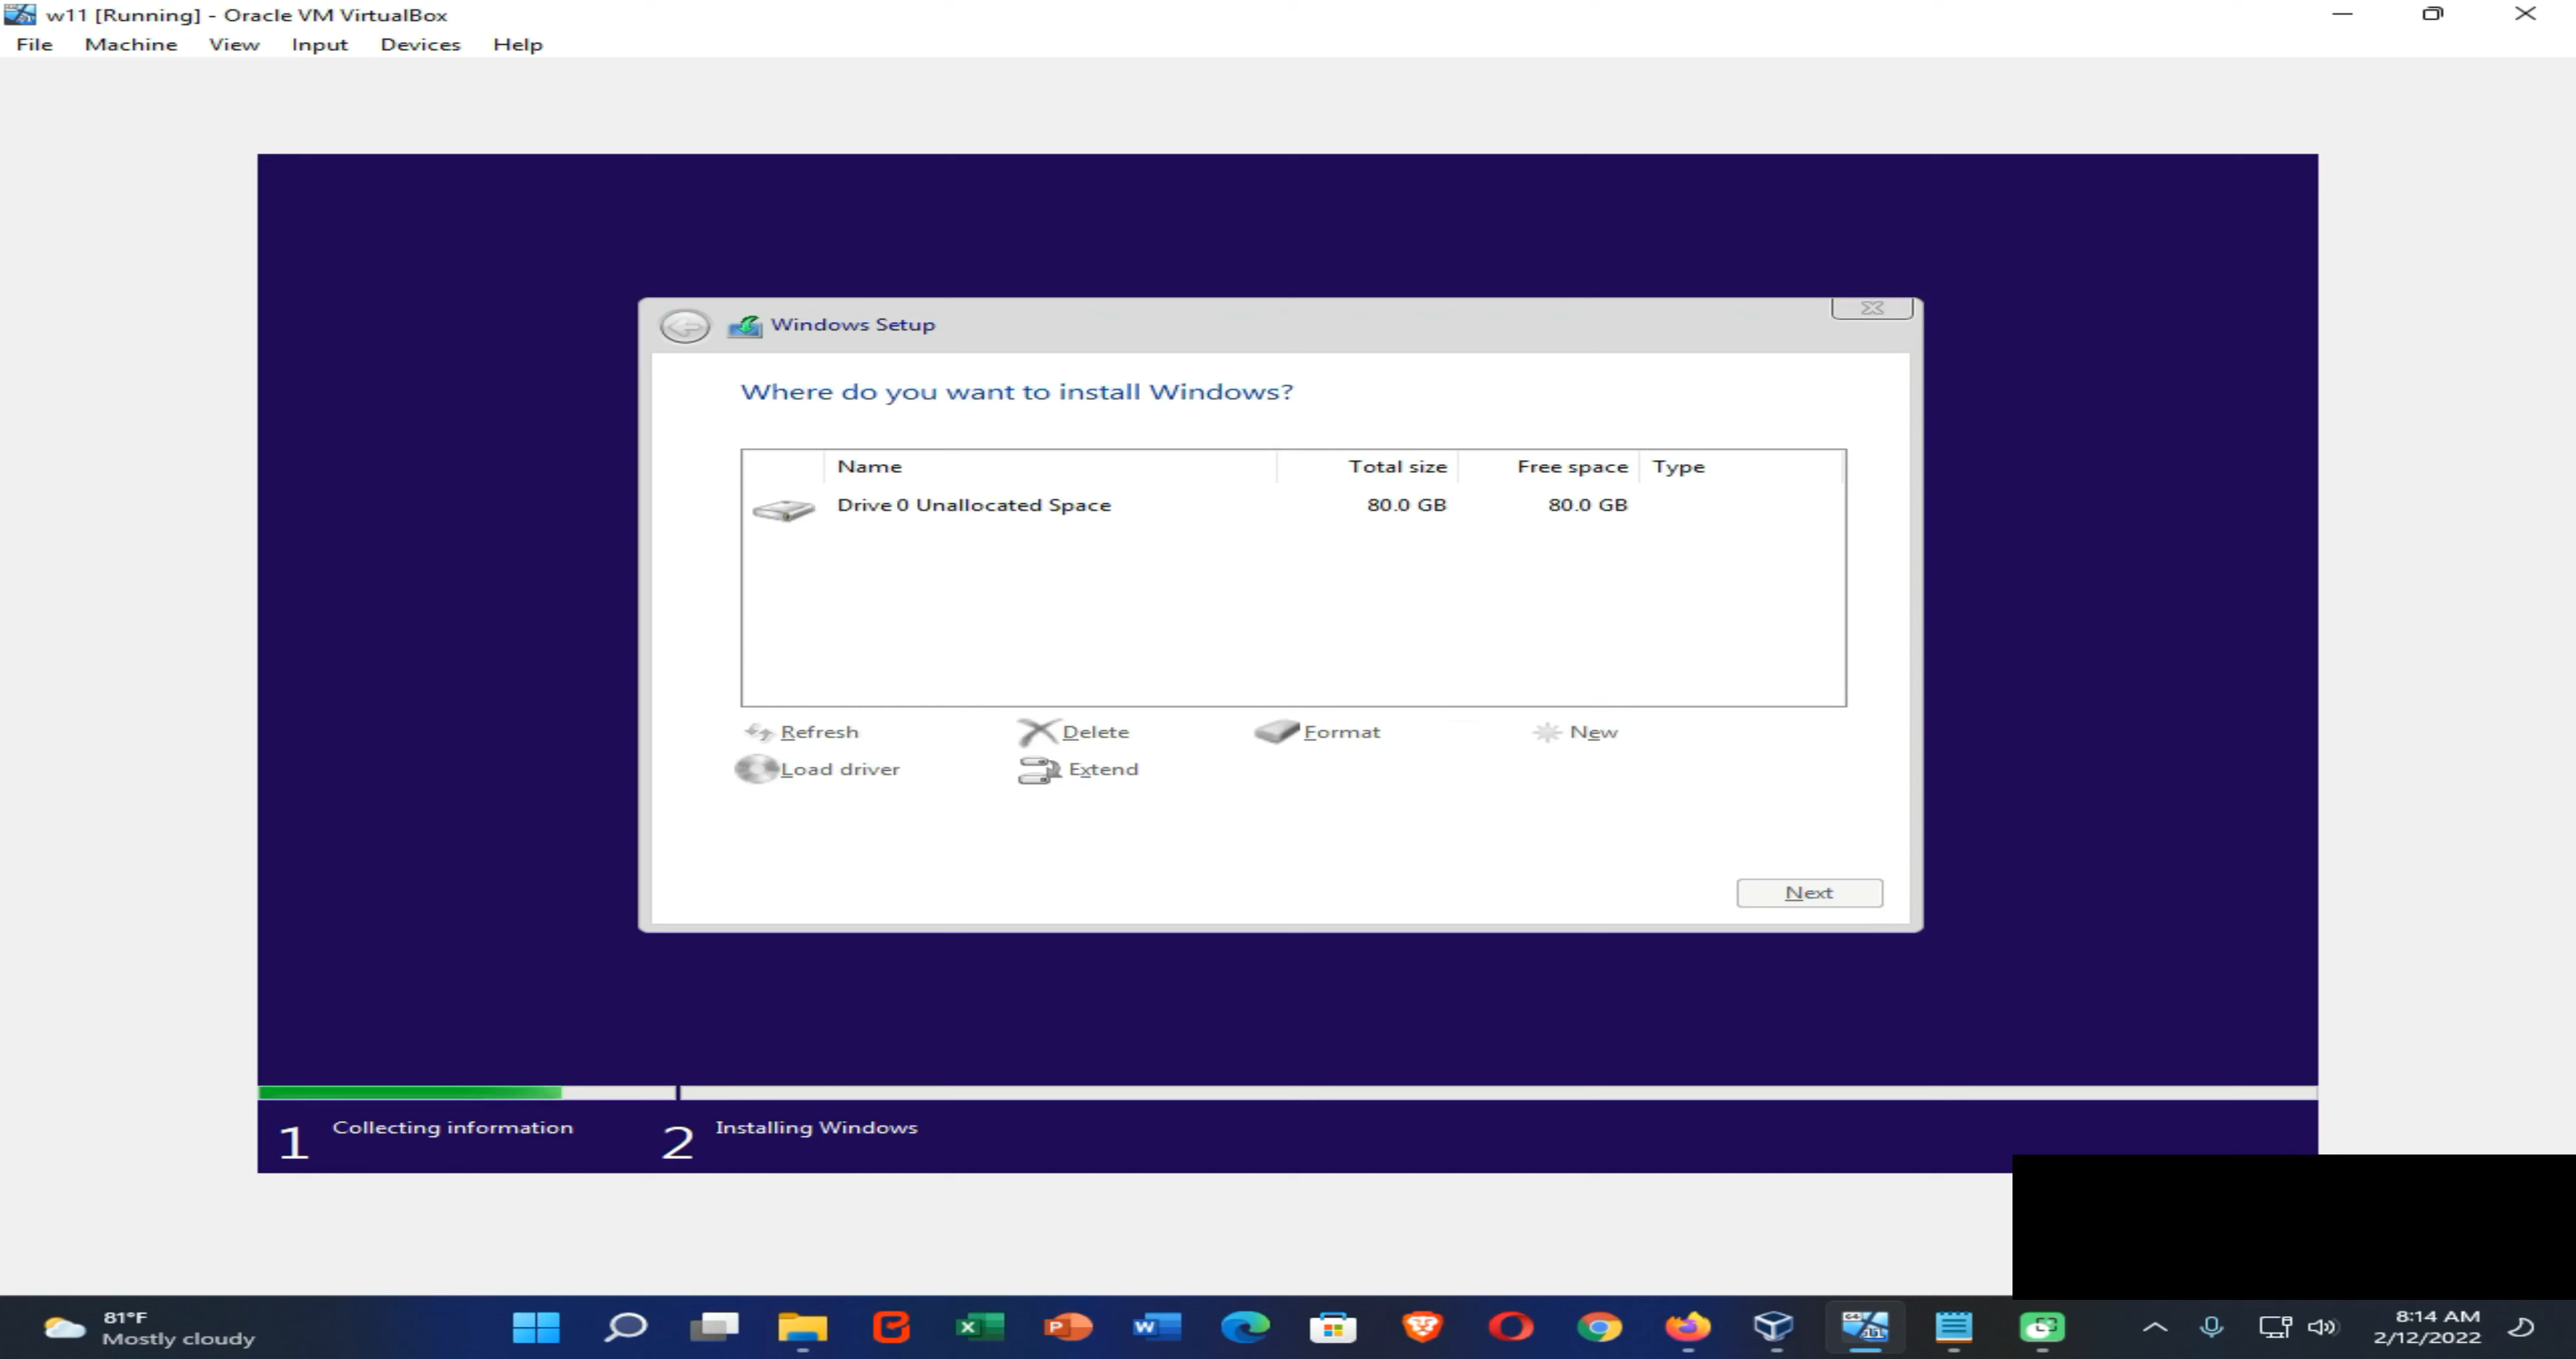 w11 [Running] - Oracle VM VirtualBox
File Machine View Input Devices Help
Windows Setup
Where do you want to install Windows?
Name Total size Free space Type
Drive 0 Unallocated Space 80.0 GB 80.0 GB
Refresh Delete Format New
Load driver Extend
Next
1 Collecting information 2 Installing Windows
81°F
Mostly cloudy
8:14 AM
2/12/2022